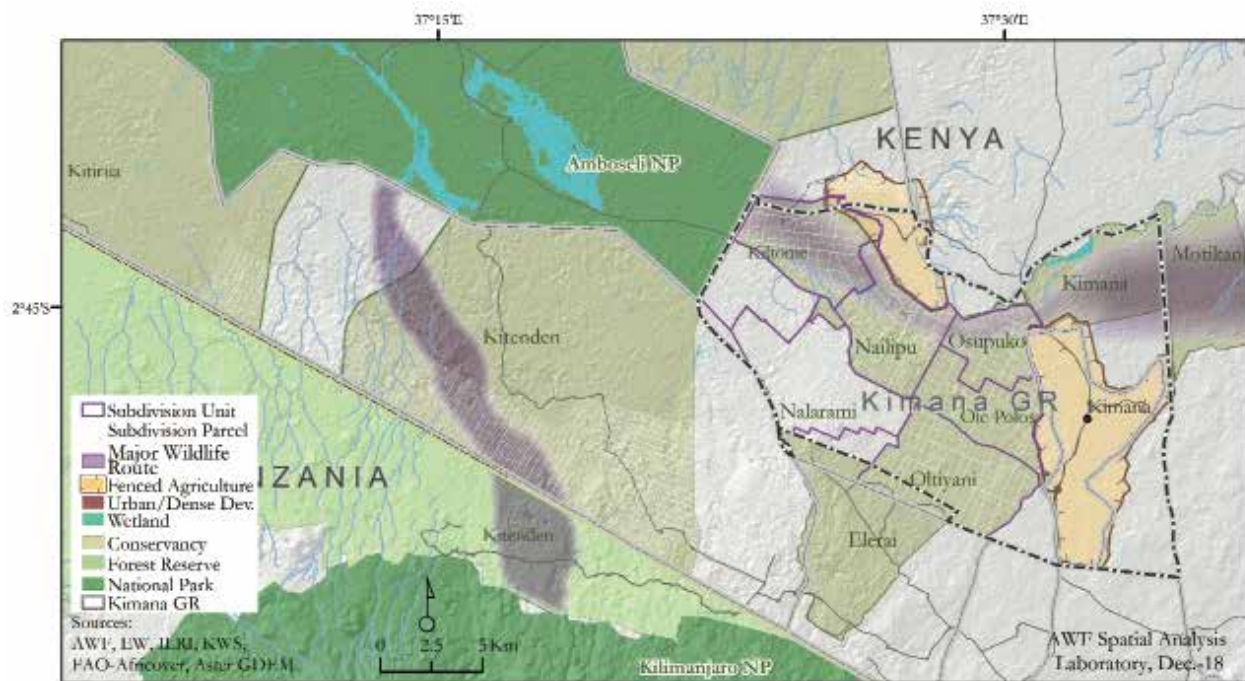 37°15'E
37°30'E
KENYA
Amboseli NP
Kitirua
Motikanju
Kimana
2°45'S
Kitenden
Nailipu
Osupuko
Subdivision Unit
Subdivision Parcel
Major Wildlife
Route
Fenced Agriculture
Urban/Dense Dev.
Wetland
Conservancy
Forest Reserve
National Park
Kimana GR
Nalarami
Kimana GR
Kimana
Ole Polos
NZANIA
Oltiyani
Kitenden
Elerai
Sources:
AWF, EW, ILRI, KWS,
FAO-Africover, Aster GDEM
0 2.5 5 Km
Kilimanjaro NP
AWF Spatial Analysis
Laboratory, Dec.-18